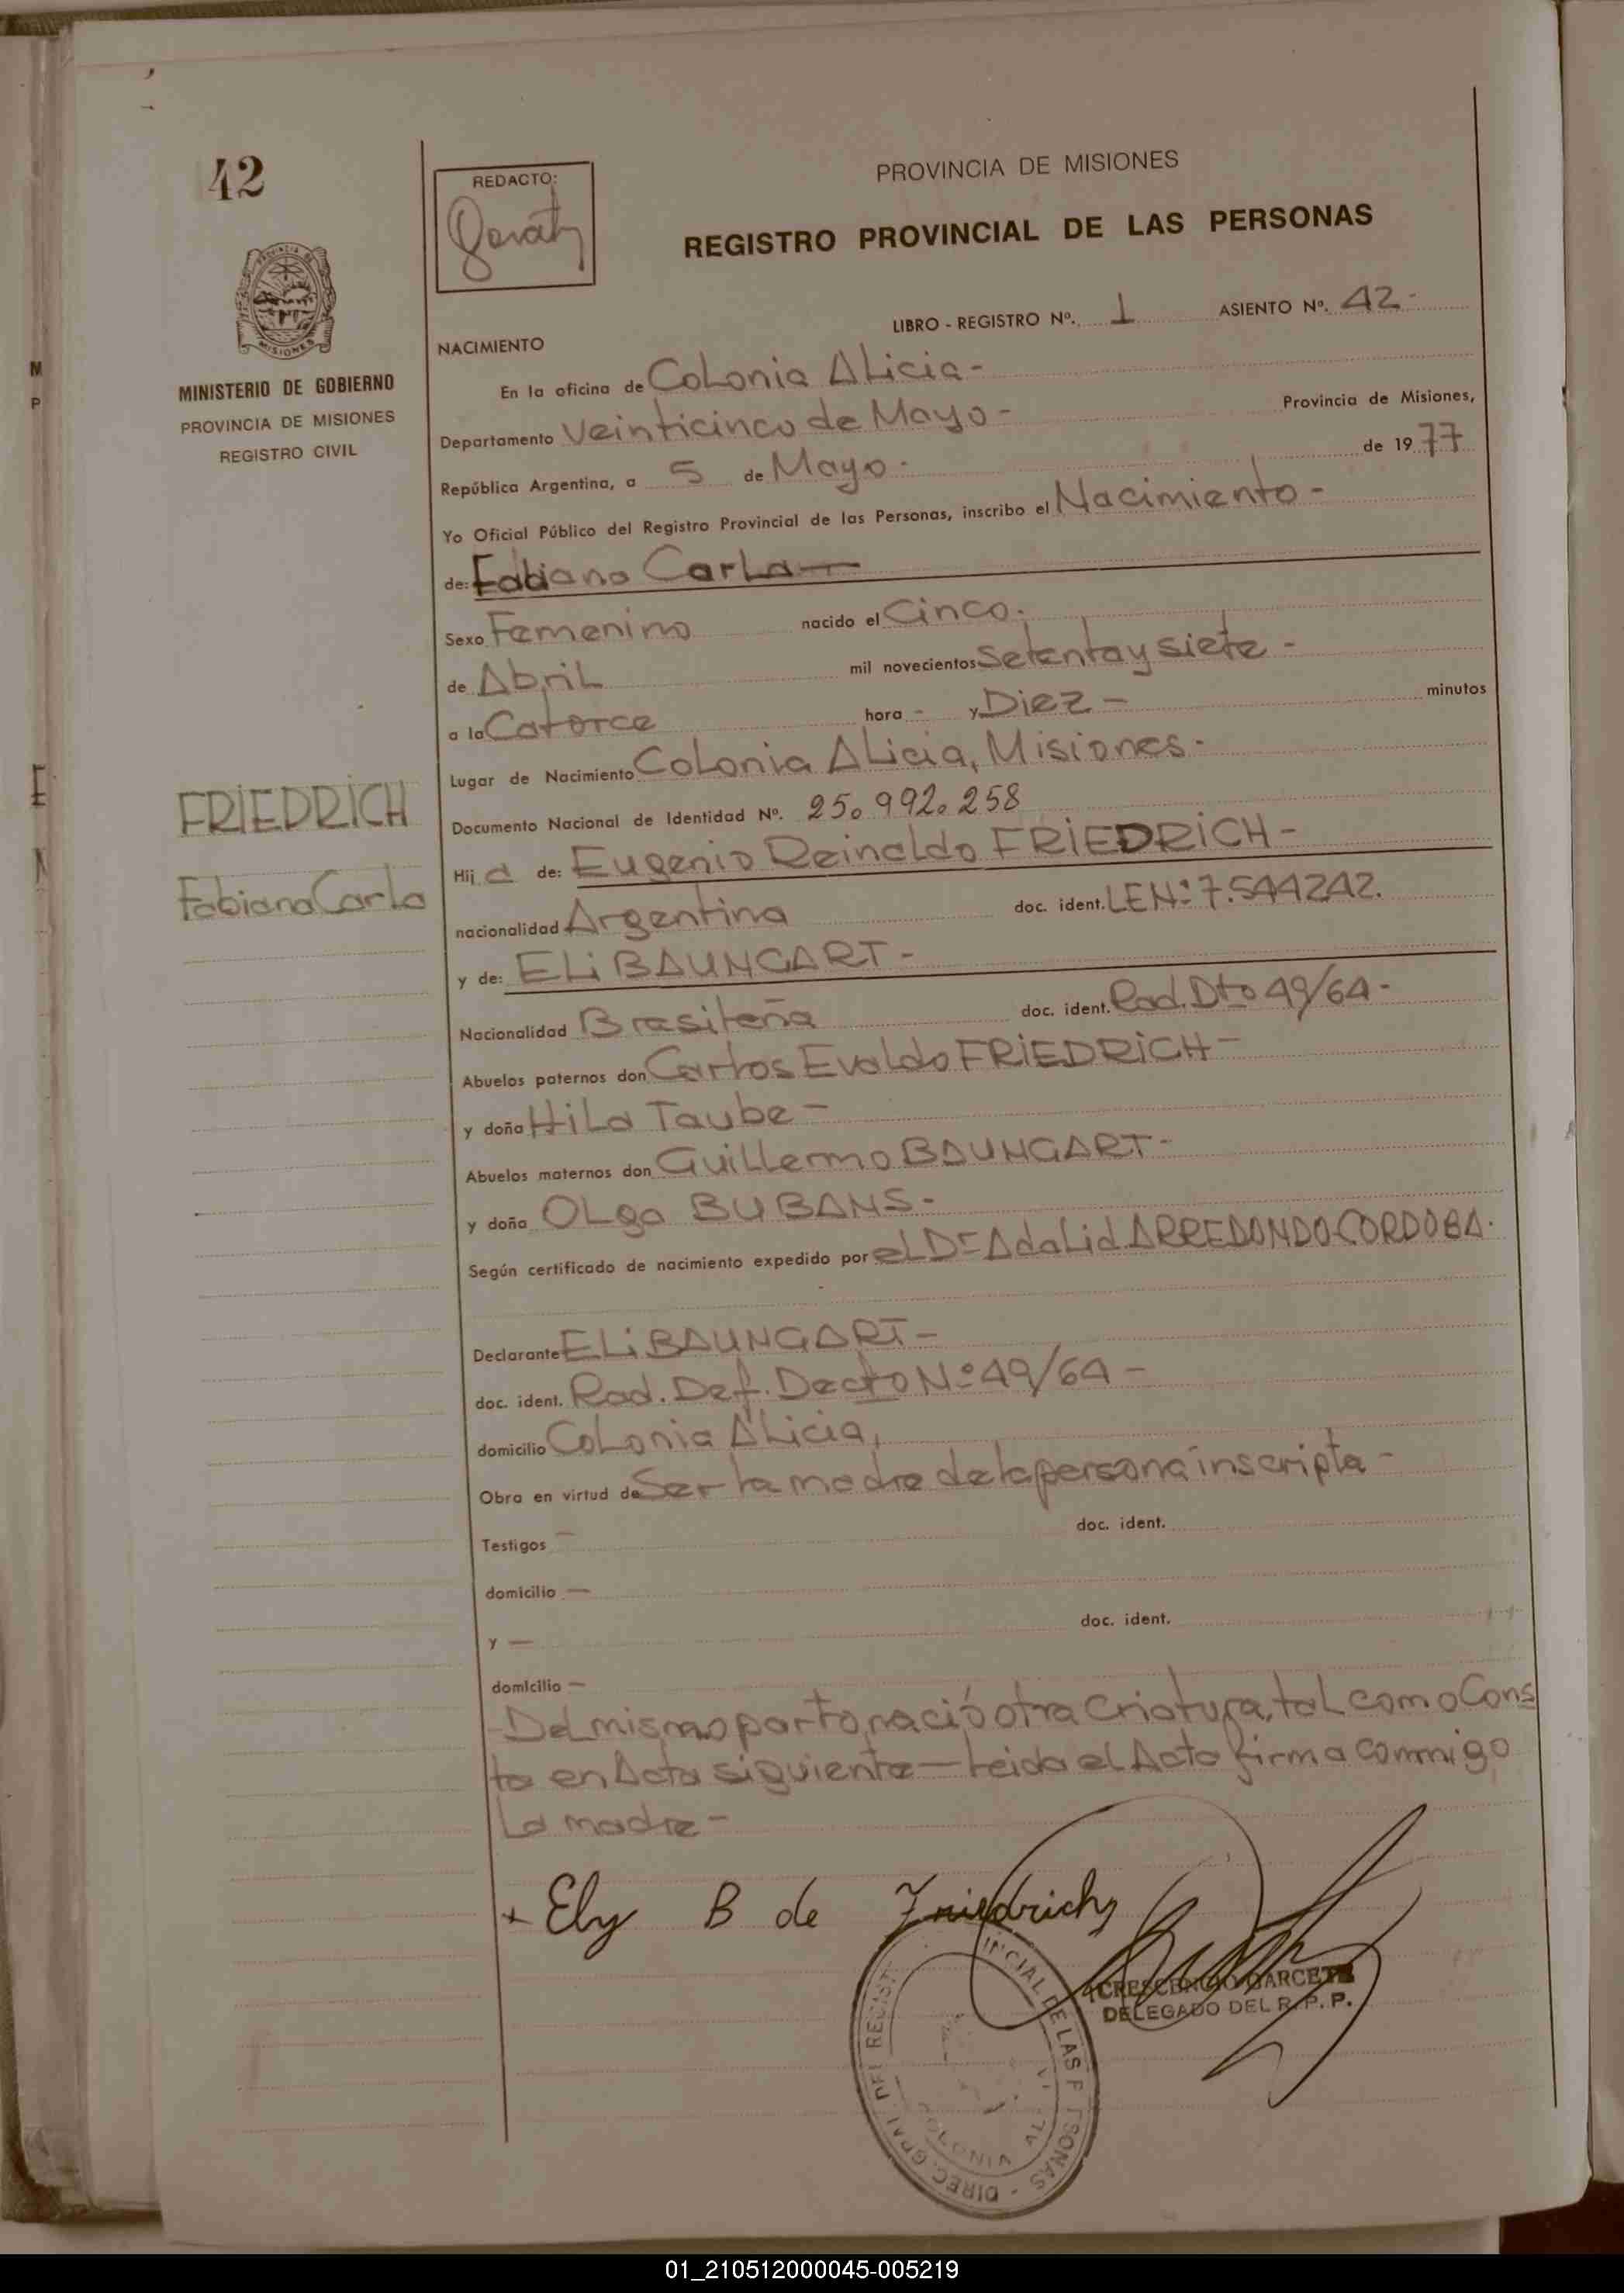 42
REDACTO:
PROVINCIA DE MISIONES
REGISTRO PROVINCIAL DE LAS PERSONAS
MINISTERIO DE GOBIERNO
PROVINCIA DE MISIONES
REGISTRO CIVIL
LIBRO - REGISTRO Nº. 1 ASIENTO Nº. 42-
NACIMIENTO
En la oficina de Colonia Alicia-
Departamento Veinticinco de Mayo- Provincia de Misiones,
República Argentina, a 5 de Mayo- de 1977
Yo Oficial Público del Registro Provincial de las Personas, inscribo el Nacimiento-
de: Fabiana Carla—
Sexo Femenino nacido el Cinco.
de Abril mil novecientos Setenta y siete-
a la Catorce hora - y Diez- minutos
Lugar de Nacimiento Colonia Alicia, Misiones.
Documento Nacional de Identidad Nº. 25.992.258
FRIEDRICH
Fabiana Carla
Hij a de: Eugenio Reinaldo FRIEDRICH-
nacionalidad Argentina doc. ident. LENº 7.544242.
y de: ELi BAUNGART-
Nacionalidad Brasileña doc. ident. Rad. Dto 49/64-
Abuelos paternos don Carlos Evaldo FRIEDRICH-
y doña Hila Taube-
Abuelos maternos don Guillermo BAUNGART-
y doña Olga BUBANS-
Según certificado de nacimiento expedido por el Dr Adalid ARREDONDO CORDOBA.
Declarante ELi BAUNGART-
doc. ident. Rad. Def. Decto Nº 49/64-
domicilio Colonia Alicia,
Obra en virtud de Ser la madre de la persona inscripta-
Testigos — doc. ident.
domicilio —
y — doc. ident.
domicilio —
-Del mismo parto nació otra Criatura, tal como Cons
ta en Acta siguiente— Leida el Acta firma conmigo
La madre-
+ Ely B de Friedrich
CRESCENCIO GARCETE
DELEGADO DEL R. P. P.
01_210512000045-005219